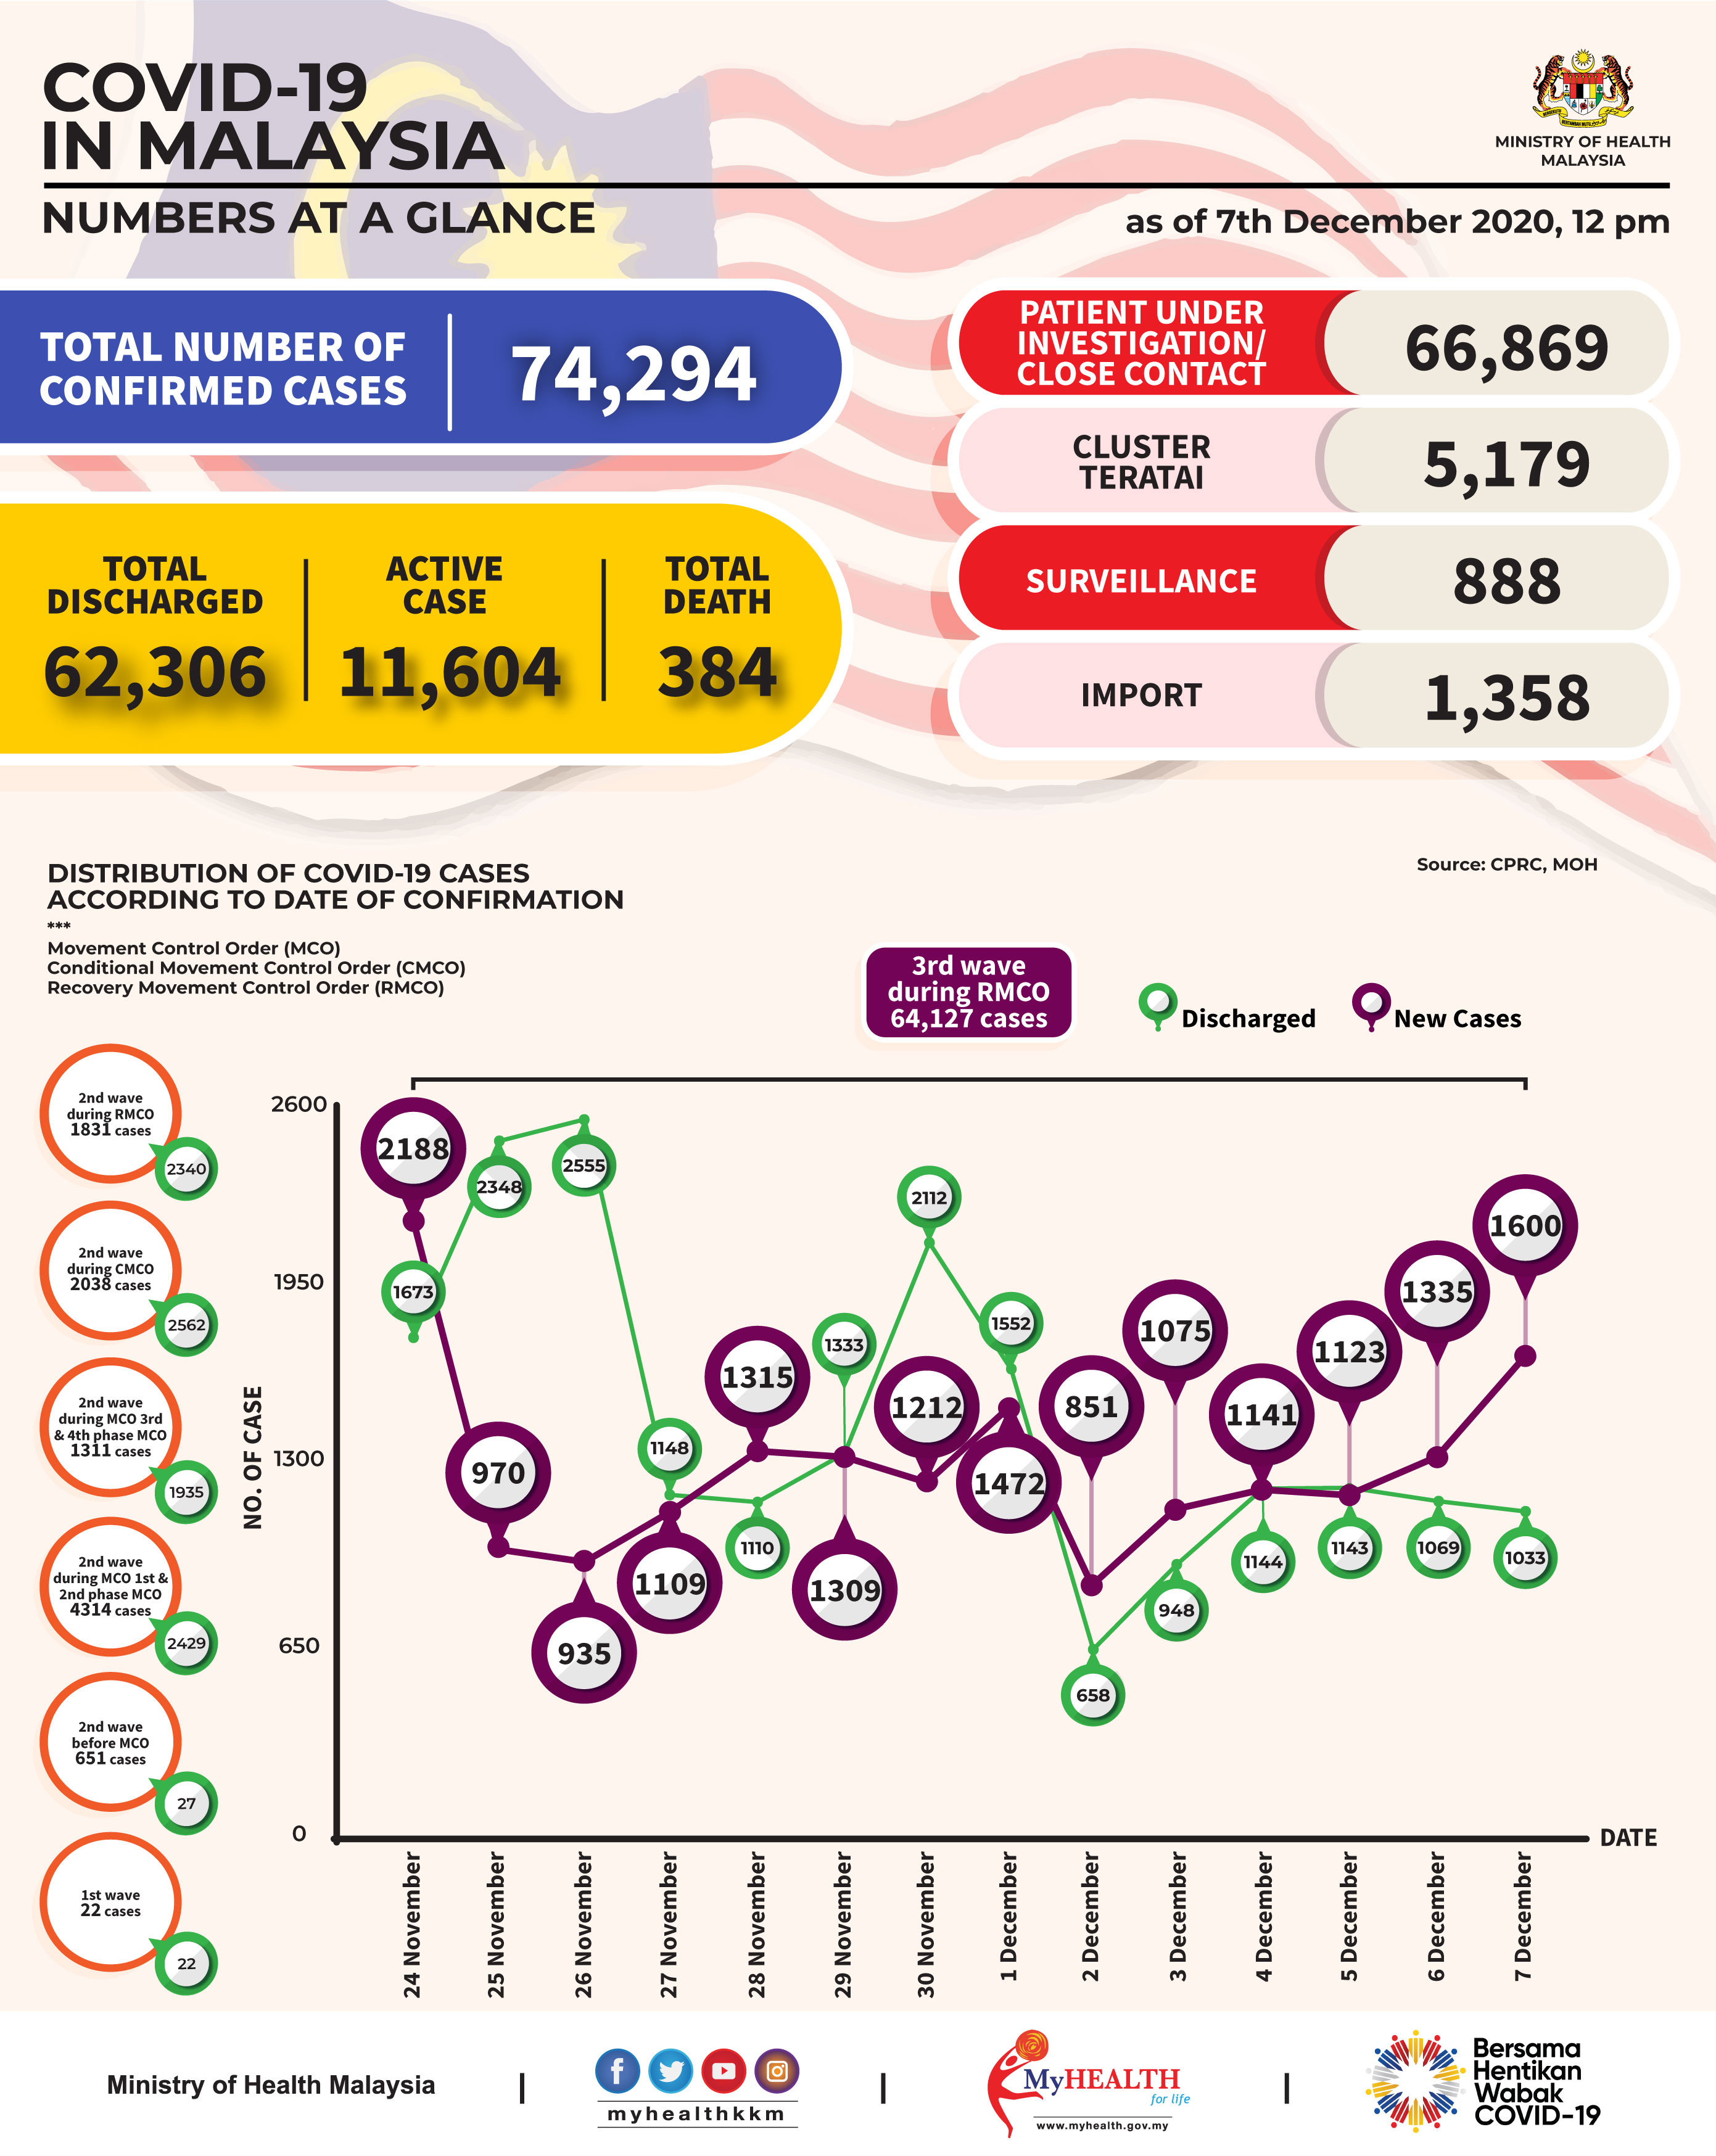 COVID-19
IN MALAYSIA
MINISTRY OF HEALTH
MALAYSIA
NUMBERS AT A GLANCE
as of 7th December 2020, 12 pm
TOTAL NUMBER OF
CONFIRMED CASES
74,294
TOTAL
DISCHARGED
62,306
ACTIVE
CASE
11,604
TOTAL
DEATH
384
PATIENT UNDER
INVESTIGATION/
CLOSE CONTACT
66,869
CLUSTER
TERATAI
5,179
SURVEILLANCE
888
IMPORT
1,358
DISTRIBUTION OF COVID-19 CASES
ACCORDING TO DATE OF CONFIRMATION
Source: CPRC, MOH
***
Movement Control Order (MCO)
Conditional Movement Control Order (CMCO)
Recovery Movement Control Order (RMCO)
3rd wave
during RMCO
64,127 cases
Discharged
New Cases
2nd wave
during RMCO
1831 cases
2340
2nd wave
during CMCO
2038 cases
2562
2nd wave
during MCO 3rd
& 4th phase MCO
1311 cases
1935
2nd wave
during MCO 1st &
2nd phase MCO
4314 cases
2429
2nd wave
before MCO
651 cases
27
1st wave
22 cases
22
NO. OF CASE
2600
1950
1300
650
0
2188
970
935
1109
1315
1309
1212
1472
851
1075
1141
1123
1335
1600
1673
2348
2555
1148
1110
1333
2112
1552
658
948
1144
1143
1069
1033
DATE
24 November
25 November
26 November
27 November
28 November
29 November
30 November
1 December
2 December
3 December
4 December
5 December
6 December
7 December
Ministry of Health Malaysia
myhealthkkm
MyHEALTH
for life
www.myhealth.gov.my
Bersama
Hentikan
Wabak
COVID-19